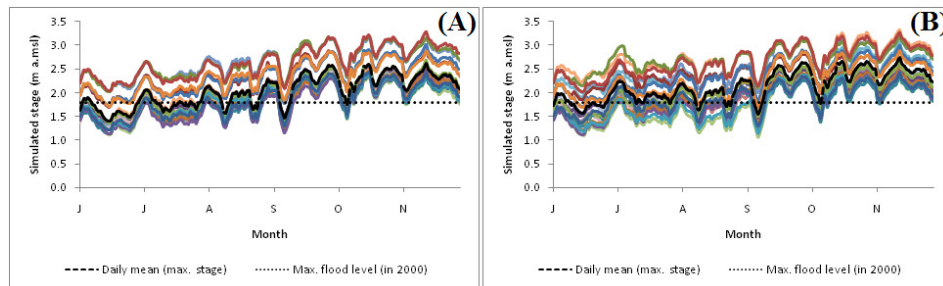 (A)
Simulated stage (m a.msl)
3.5
3.0
2.5
2.0
1.5
1.0
0.5
0.0
J J A S O N
Month
Daily mean (max. stage) Max. flood level (in 2000)
(B)
Simulated stage (m a.msl)
3.5
3.0
2.5
2.0
1.5
1.0
0.5
0.0
J J A S O N
Month
Daily mean (max. stage) Max. flood level (in 2000)